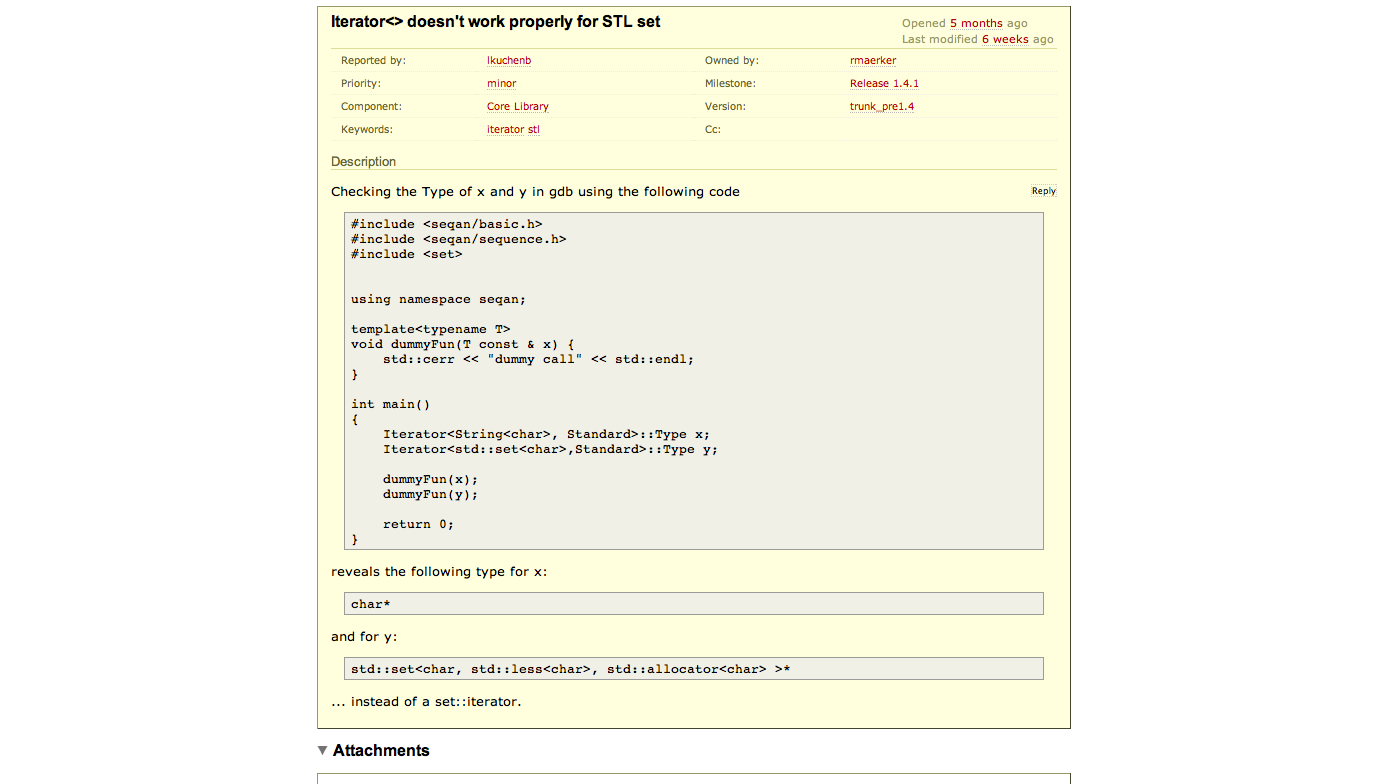 Iterator<> doesn't work properly for STL set
Opened 5 months ago
Last modified 6 weeks ago
Reported by: lkuchenb Owned by: rmaerker
Priority: minor Milestone: Release 1.4.1
Component: Core Library Version: trunk_pre1.4
Keywords: iterator stl Cc:
Description
Checking the Type of x and y in gdb using the following code Reply
#include <seqan/basic.h>
#include <seqan/sequence.h>
#include <set>
using namespace seqan;
template<typename T>
void dummyFun(T const & x) {
    std::cerr << "dummy call" << std::endl;
}
int main()
{
    Iterator<String<char>, Standard>::Type x;
    Iterator<std::set<char>,Standard>::Type y;
    dummyFun(x);
    dummyFun(y);
    return 0;
}
reveals the following type for x:
char*
and for y:
std::set<char, std::less<char>, std::allocator<char> >*
... instead of a set::iterator.
Attachments